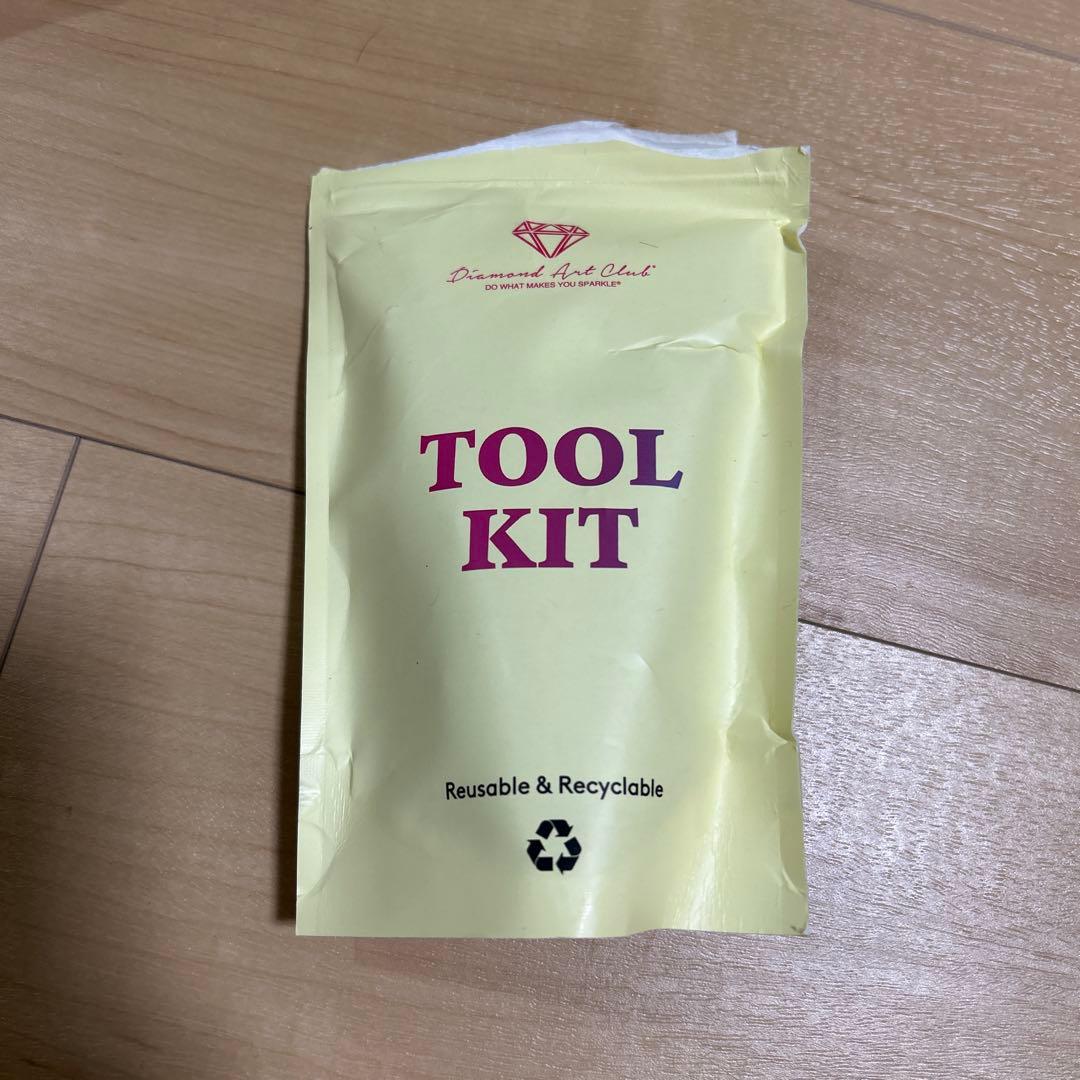 Diamond Art Club®
DO WHAT MAKES YOU SPARKLE®
TOOL
KIT
Reusable & Recyclable